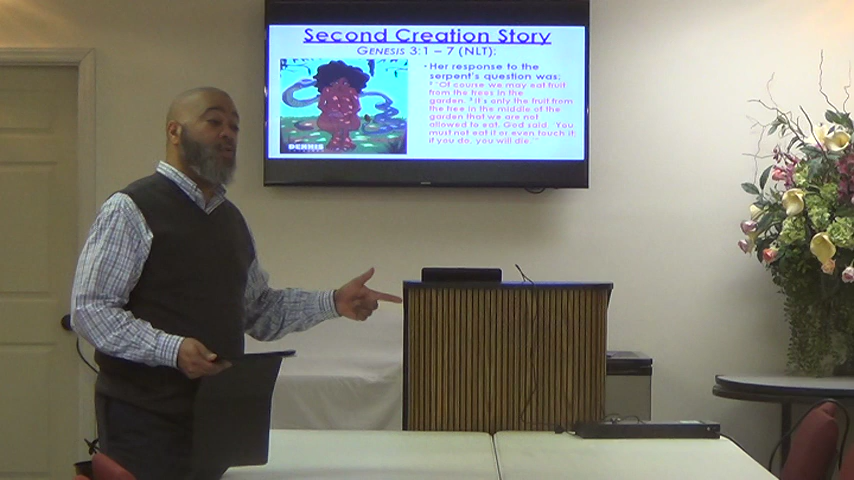 Second Creation Story
GENESIS 3:1 – 7 (NLT):
• Her response to the
serpent's question was;
"Of course we may eat fruit
from the trees in the
garden. ³ It's only the fruit from
the tree in the middle of the
garden that we are not
allowed to eat. God said, 'You
must not eat it or even touch it;
if you do, you will die.'"
DENNIS